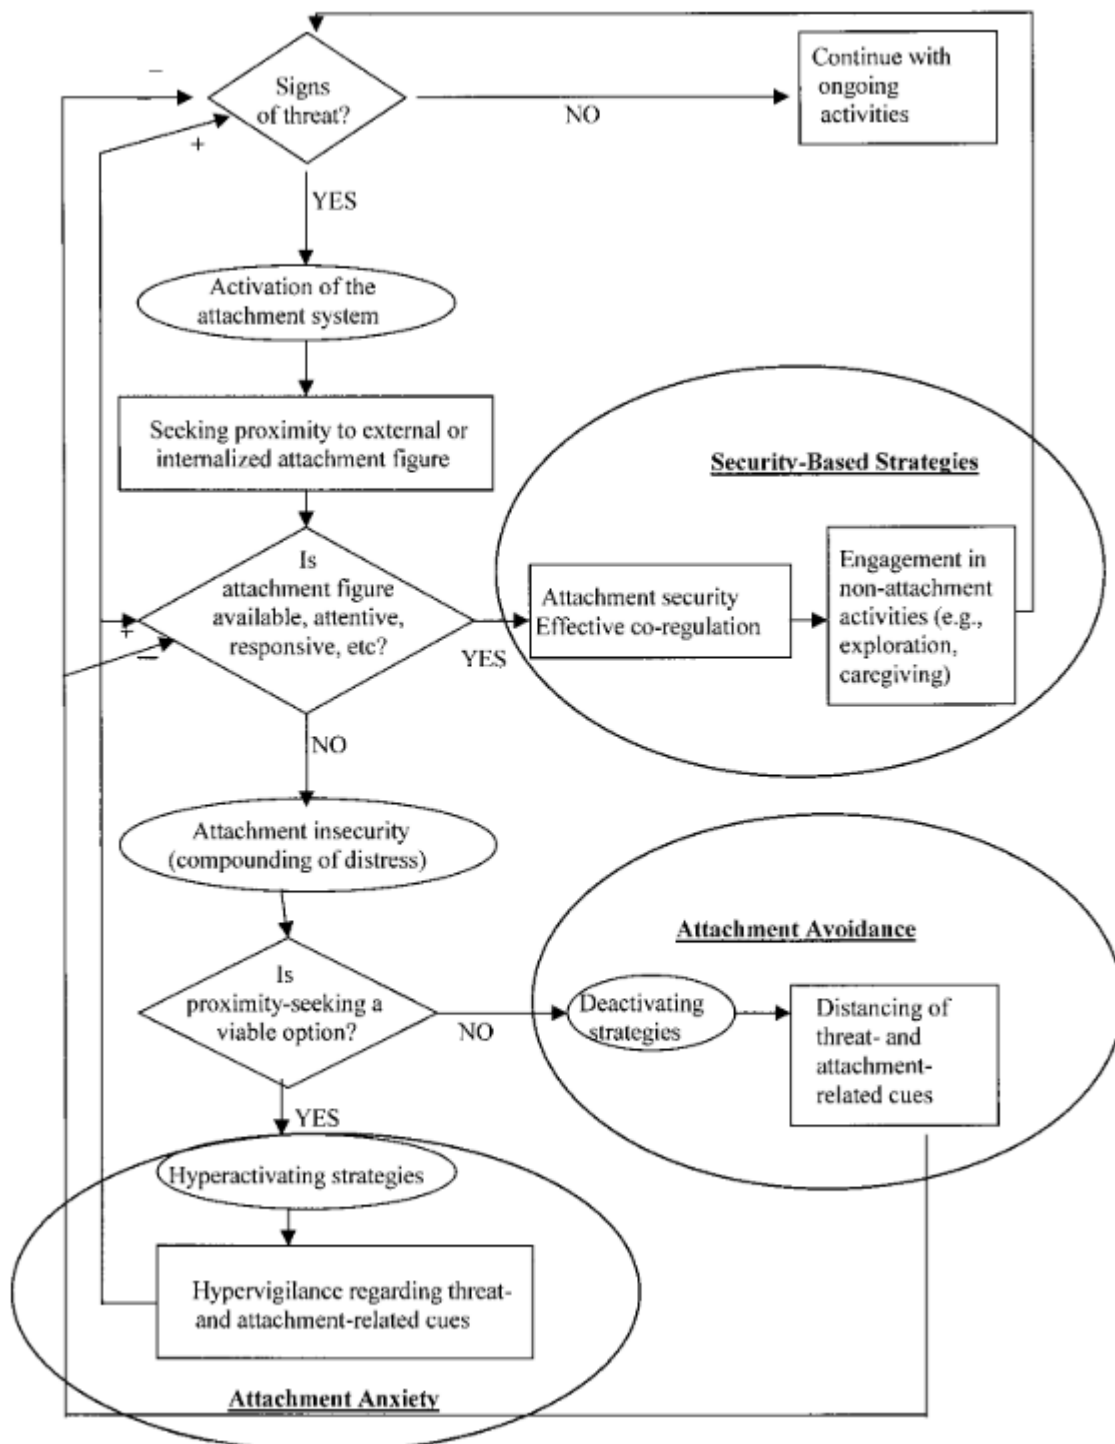 Signs
of threat?
Continue with
ongoing
activities
NO
–
–
+
YES
Activation of the
attachment system
Seeking proximity to external or
internalized attachment figure
Security-Based Strategies
Is
attachment figure
available, attentive,
responsive, etc?
+
–
YES
Attachment security
Effective co-regulation
Engagement in
non-attachment
activities (e.g.,
exploration,
caregiving)
NO
Attachment insecurity
(compounding of distress)
Attachment Avoidance
Is
proximity-seeking a
viable option?
NO
Deactivating
strategies
Distancing of
threat- and
attachment-
related cues
YES
Hyperactivating strategies
Hypervigilance regarding threat-
and attachment-related cues
Attachment Anxiety